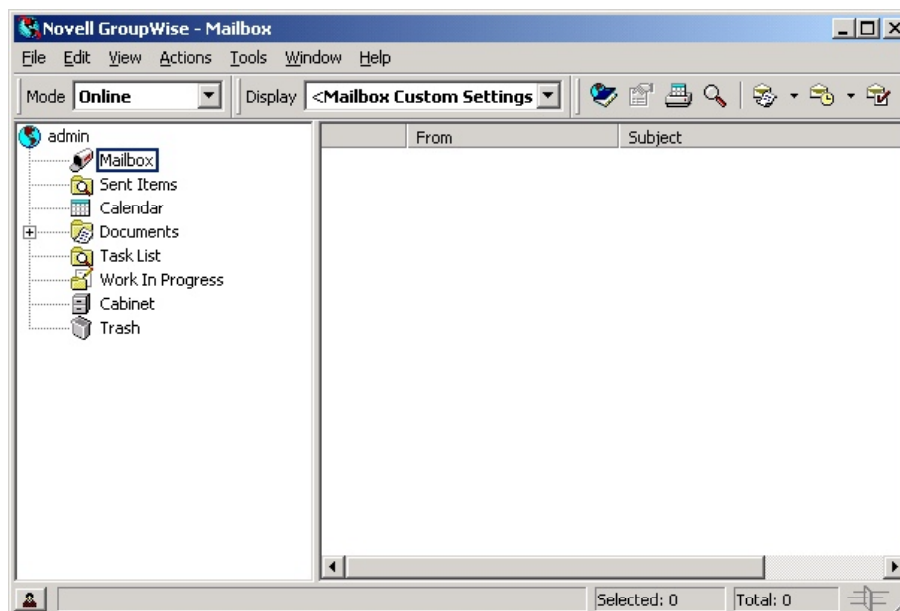 Novell GroupWise - Mailbox
File Edit View Actions Tools Window Help
Mode Online Display <Mailbox Custom Settings
admin
From Subject
Mailbox
Sent Items
Calendar
Documents
Task List
Work In Progress
Cabinet
Trash
Selected: 0 Total: 0